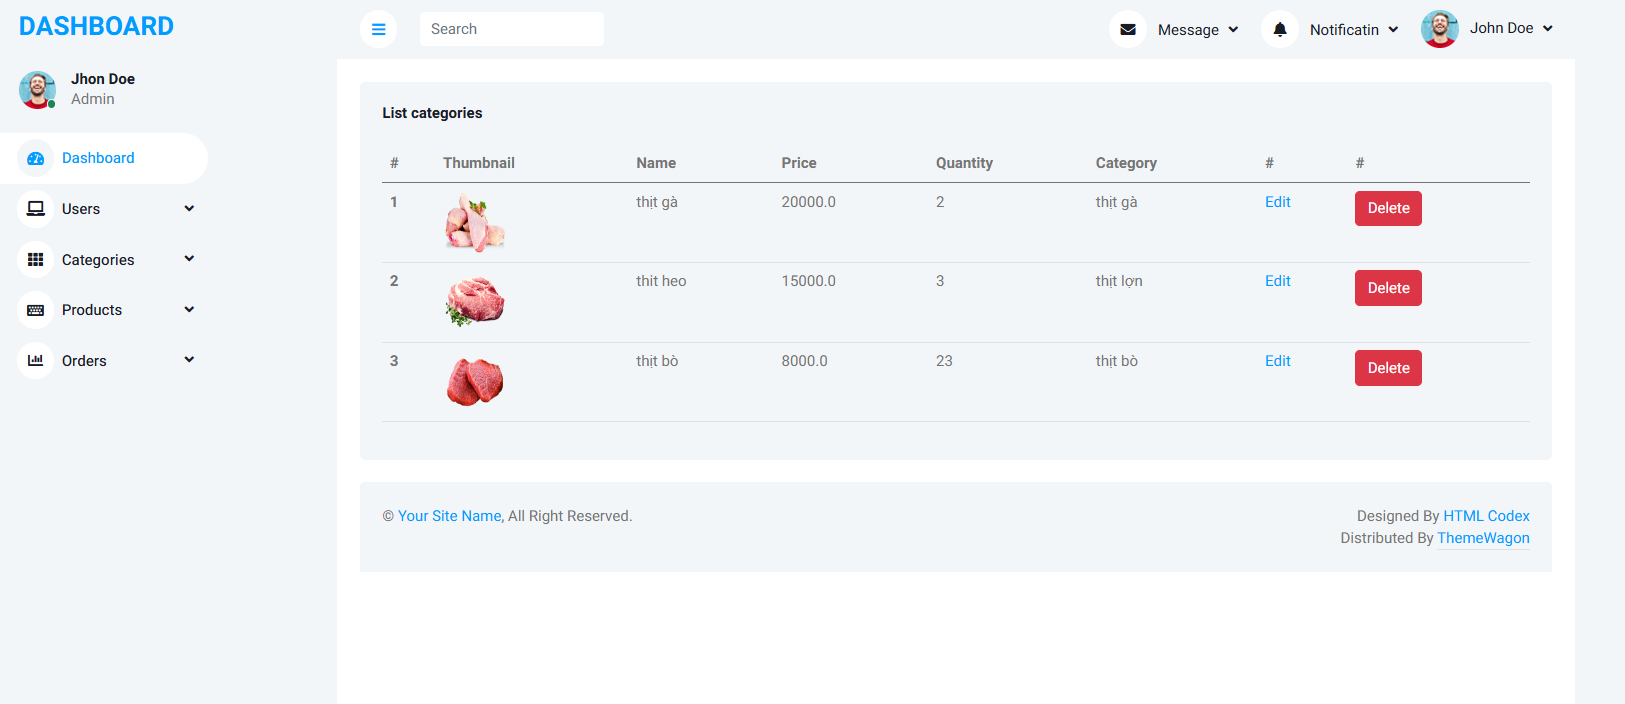 DASHBOARD
Search
Message
Notificatin
John Doe
Jhon Doe
Admin
Dashboard
Users
Categories
Products
Orders
List categories
# Thumbnail Name Price Quantity Category # #
1 thịt gà 20000.0 2 thịt gà Edit Delete
2 thit heo 15000.0 3 thịt lợn Edit Delete
3 thịt bò 8000.0 23 thịt bò Edit Delete
© Your Site Name, All Right Reserved.
Designed By HTML Codex
Distributed By ThemeWagon